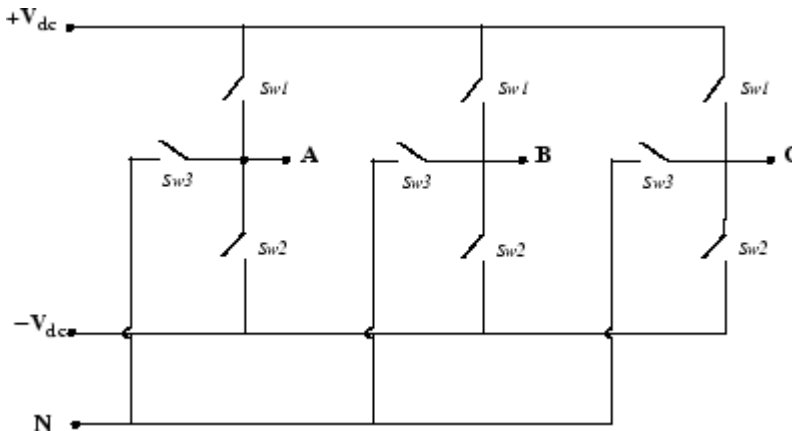 +Vdc
Sw1 Sw1 Sw1
A B C
Sw3 Sw3 Sw3
Sw2 Sw2 Sw2
−Vdc
N